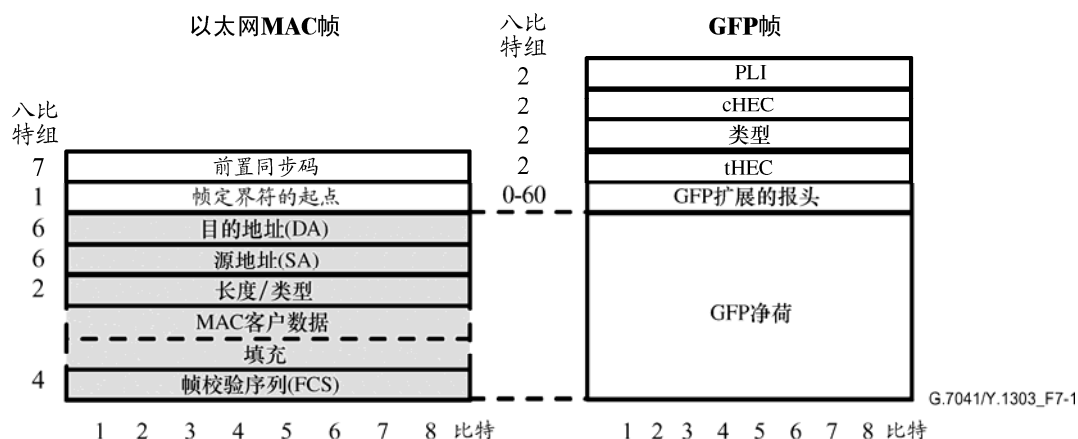 以太网MAC帧
八比
特组
7 前置同步码
1 帧定界符的起点
6 目的地址(DA)
6 源地址(SA)
2 长度/类型
MAC客户数据
填充
4 帧校验序列(FCS)
1 2 3 4 5 6 7 8 比特
八比
特组
GFP帧
2 PLI
2 cHEC
2 类型
2 tHEC
0-60 GFP扩展的报头
GFP净荷
1 2 3 4 5 6 7 8 比特
G.7041/Y.1303_F7-1